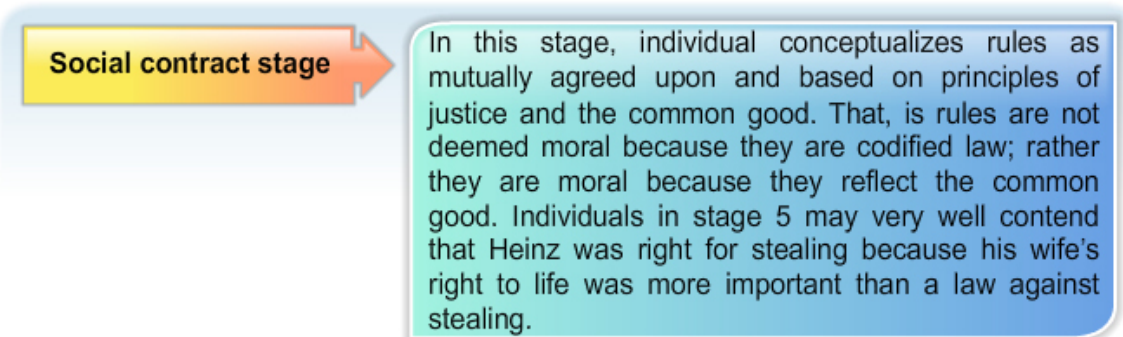 Social contract stage
In this stage, individual conceptualizes rules as
mutually agreed upon and based on principles of
justice and the common good. That, is rules are not
deemed moral because they are codified law; rather
they are moral because they reflect the common
good. Individuals in stage 5 may very well contend
that Heinz was right for stealing because his wife's
right to life was more important than a law against
stealing.